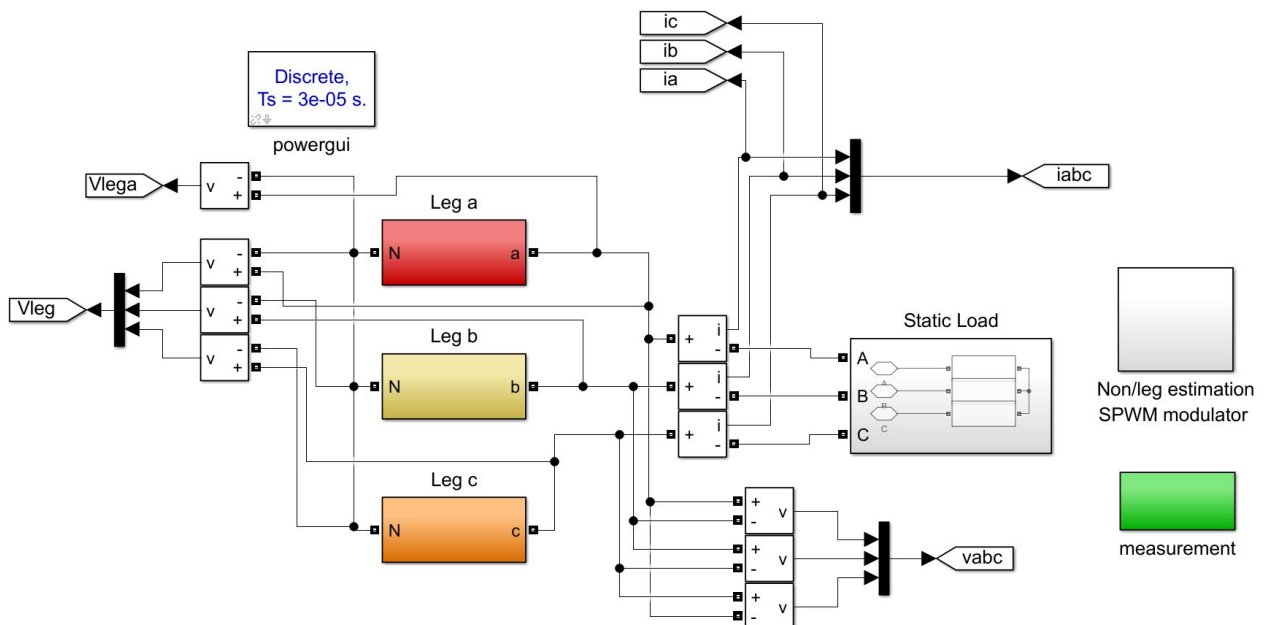 ic
ib
ia
Discrete,
Ts = 3e-05 s.
powergui
Vlega
v
-
+
Leg a
N
a
iabc
Vleg
v
-
+
v
-
+
v
-
+
Leg b
N
b
Leg c
N
c
+
i
-
+
i
-
+
i
-
Static Load
A
B
C
A
B
C
Non/leg estimation
SPWM modulator
measurement
+
-
v
+
-
v
+
-
v
vabc